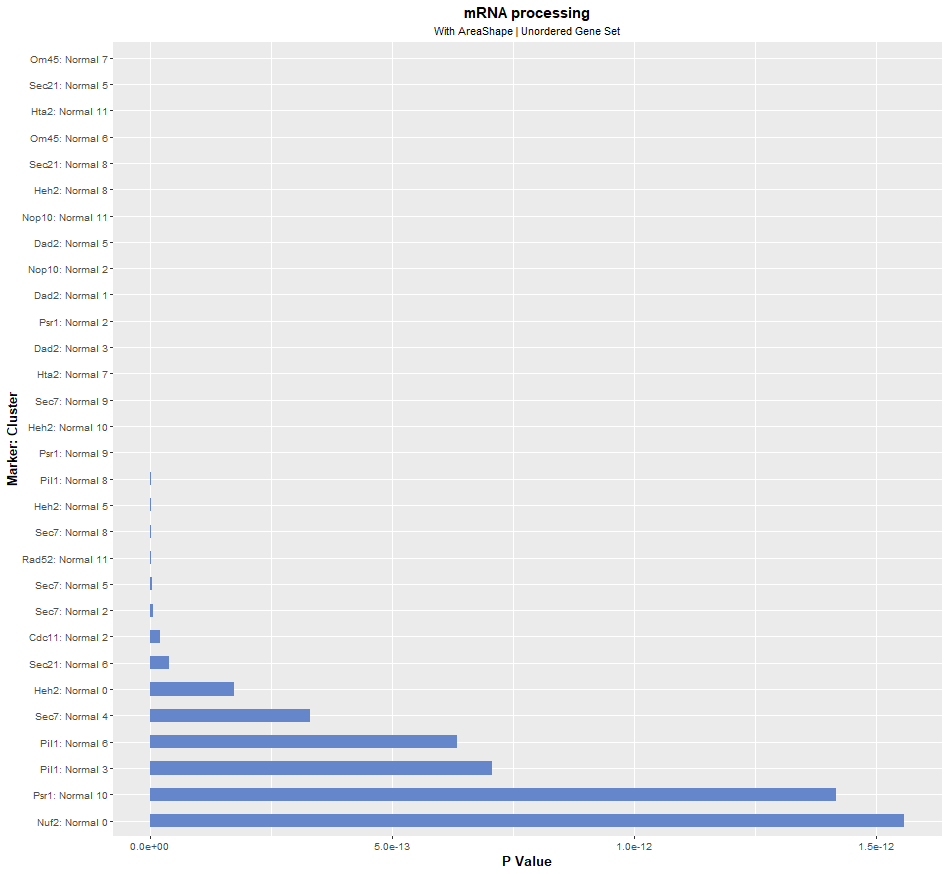 mRNA processing
With AreaShape | Unordered Gene Set
Marker: Cluster
Om45: Normal 7
Sec21: Normal 5
Hta2: Normal 11
Om45: Normal 6
Sec21: Normal 8
Heh2: Normal 8
Nop10: Normal 11
Dad2: Normal 5
Nop10: Normal 2
Dad2: Normal 1
Psr1: Normal 2
Dad2: Normal 3
Hta2: Normal 7
Sec7: Normal 9
Heh2: Normal 10
Psr1: Normal 9
Pil1: Normal 8
Heh2: Normal 5
Sec7: Normal 8
Rad52: Normal 11
Sec7: Normal 5
Sec7: Normal 2
Cdc11: Normal 2
Sec21: Normal 6
Heh2: Normal 0
Sec7: Normal 4
Pil1: Normal 6
Pil1: Normal 3
Psr1: Normal 10
Nuf2: Normal 0
0.0e+00 5.0e-13 1.0e-12 1.5e-12
P Value